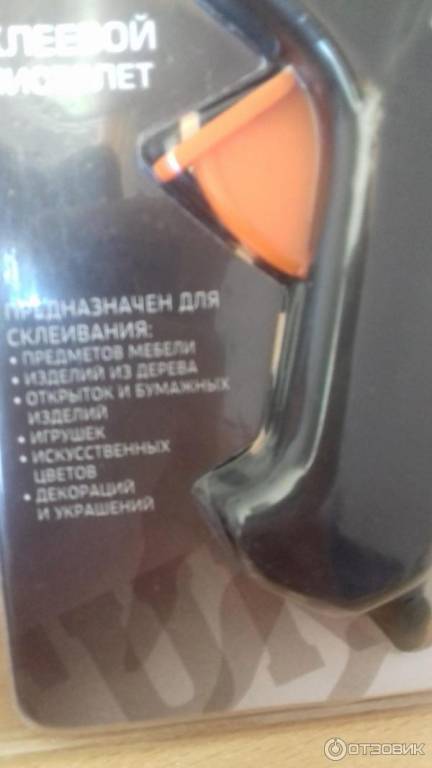 КЛЕЕВОЙ
ПИСТОЛЕТ
ПРЕДНАЗНАЧЕН ДЛЯ
СКЛЕИВАНИЯ:
• ПРЕДМЕТОВ МЕБЕЛИ
• ИЗДЕЛИЙ ИЗ ДЕРЕВА
• ОТКРЫТОК И БУМАЖНЫХ
ИЗДЕЛИЙ
• ИГРУШЕК
• ИСКУССТВЕННЫХ
ЦВЕТОВ
• ДЕКОРАЦИЙ
И УКРАШЕНИЙ
ОТЗОВИК